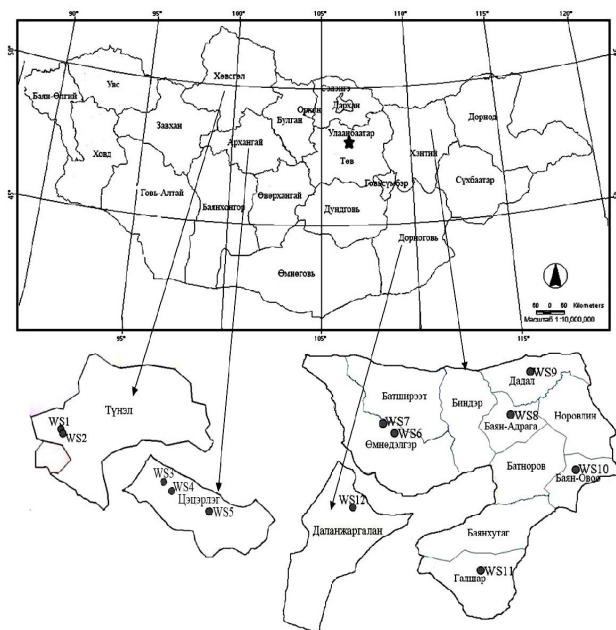 90° 95° 100° 105° 110° 115° 120°
50°
Хөвсгөл
Увс
Баян-Өлгий
Сэлэнгэ
Дархан
Орхон
Завхан
Булган
Дорнод
Улаанбаатар
Архангай
Ховд
Төв
Хэнтий
Сүхбаатар
Говьсүмбэр
45°
Говь-Алтай
Өвөрхангай
Баянхонгор
Дундговь
Дорноговь
Өмнөговь
60 0 60 Kilometers
Масштаб 1:10,000,000
95° 105° 115°
WS9
Дадал
Түнэл
Батширээт
Биндэр
WS8
Норовлин
WS1
WS2
WS7
WS6
Баян-Адрага
Өмнөдэлгэр
Батноров
WS10
Баян-Овоо
WS3
WS4
Цэцэрлэг
WS5
WS12
Даланжаргалан
Баянхутаг
WS11
Галшар